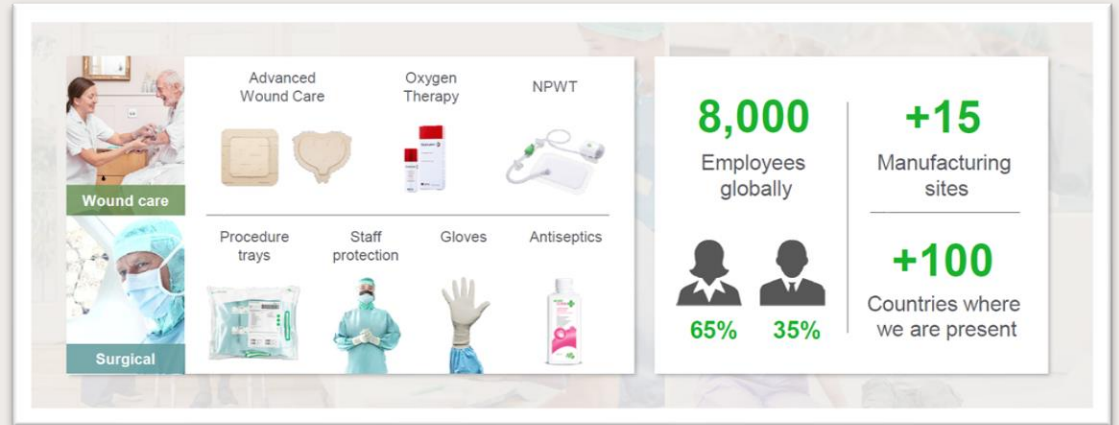 Advanced
Wound Care
Oxygen
Therapy
NPWT
Wound care
Procedure
trays
Staff
protection
Gloves
Antiseptics
Surgical
8,000
Employees
globally
+15
Manufacturing
sites
65%
35%
+100
Countries where
we are present